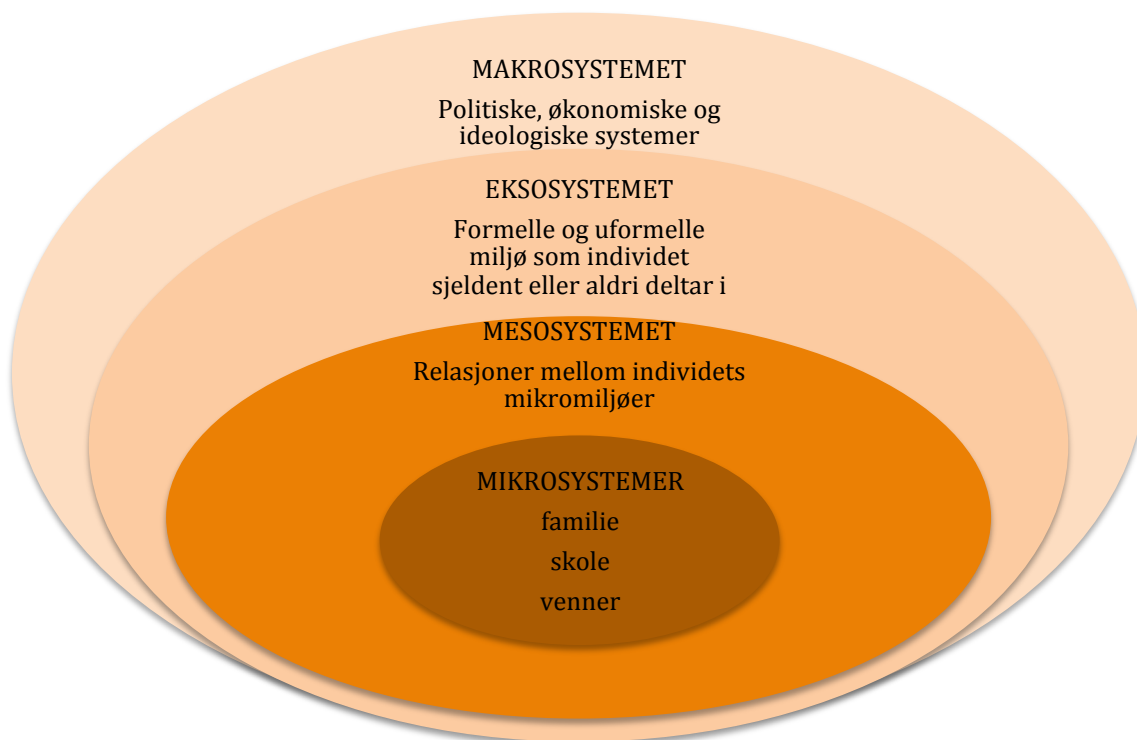 MAKROSYSTEMET
Politiske, økonomiske og
ideologiske systemer
EKSOSYSTEMET
Formelle og uformelle
miljø som individet
sjeldent eller aldri deltar i
MESOSYSTEMET
Relasjoner mellom individets
mikromiljøer
MIKROSYSTEMER
familie
skole
venner